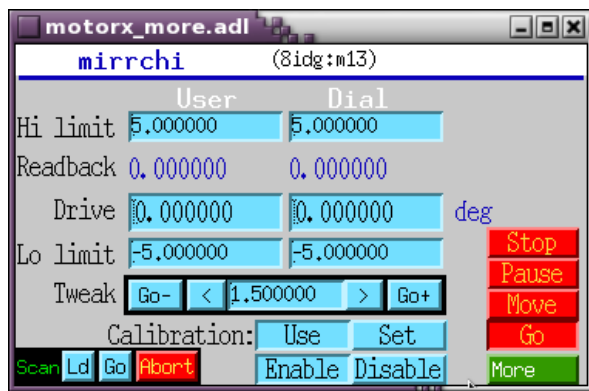 motorx_more.adl
mirrchi (8idg:m13)
User Dial
Hi limit 5.000000 5.000000
Readback 0.000000 0.000000
Drive 0.000000 0.000000 deg
Lo limit -5.000000 -5.000000
Stop
Pause
Tweak Go- < 1.500000 > Go+
Move
Calibration: Use Set Go
Scan Ld Go Abort Enable Disable More